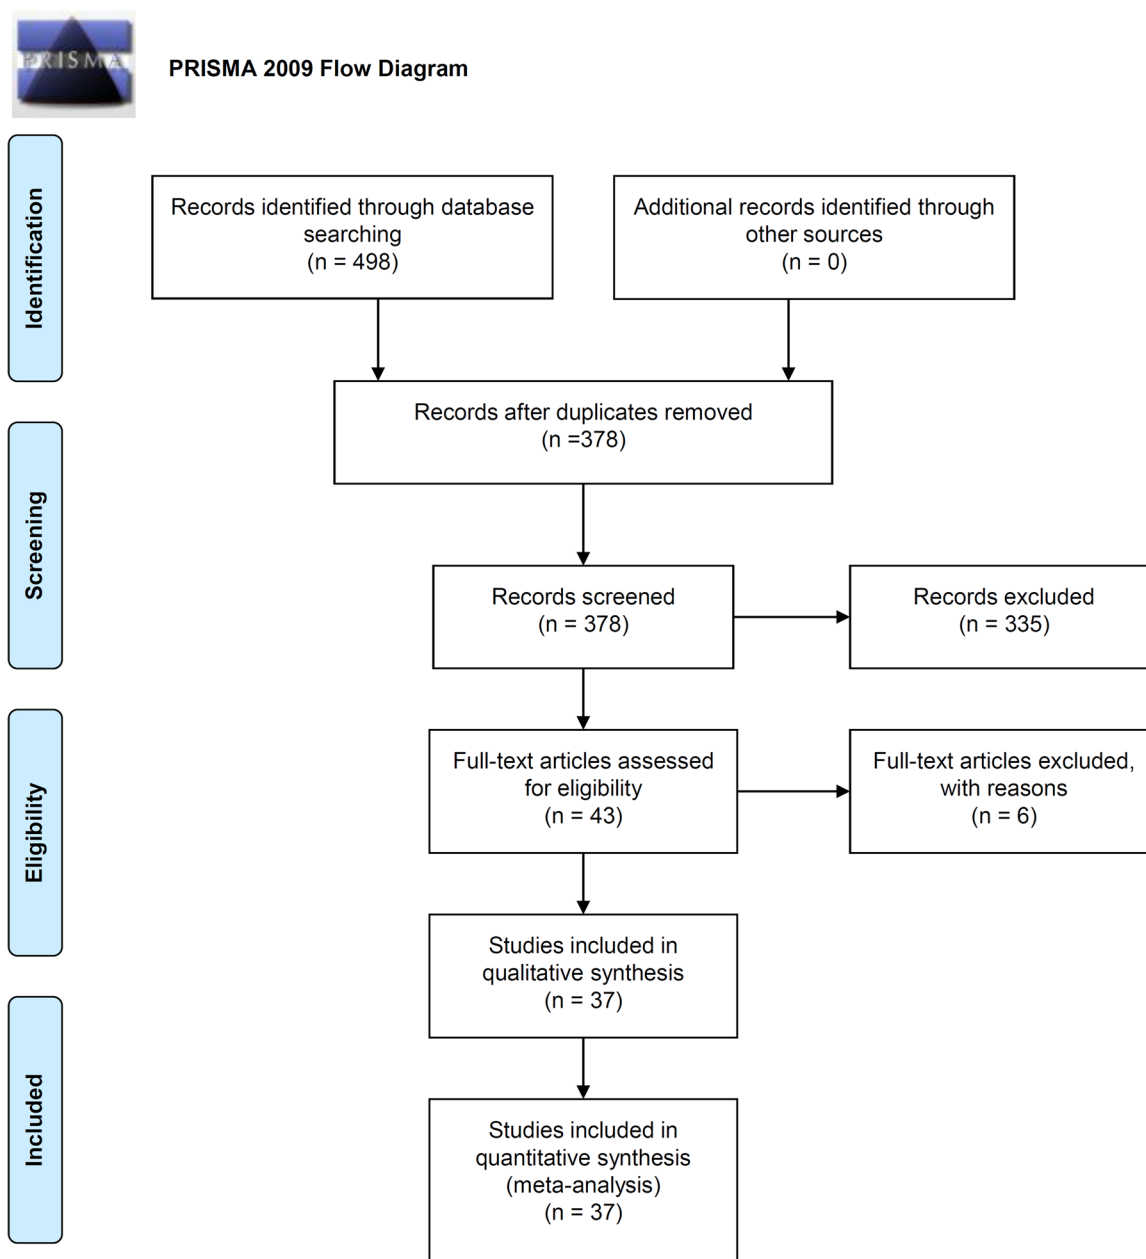 PRISMA
PRISMA 2009 Flow Diagram
Identification
Records identified through database
searching
(n = 498)
Additional records identified through
other sources
(n = 0)
Records after duplicates removed
(n =378)
Screening
Records screened
(n = 378)
Records excluded
(n = 335)
Eligibility
Full-text articles assessed
for eligibility
(n = 43)
Full-text articles excluded,
with reasons
(n = 6)
Studies included in
qualitative synthesis
(n = 37)
Included
Studies included in
quantitative synthesis
(meta-analysis)
(n = 37)